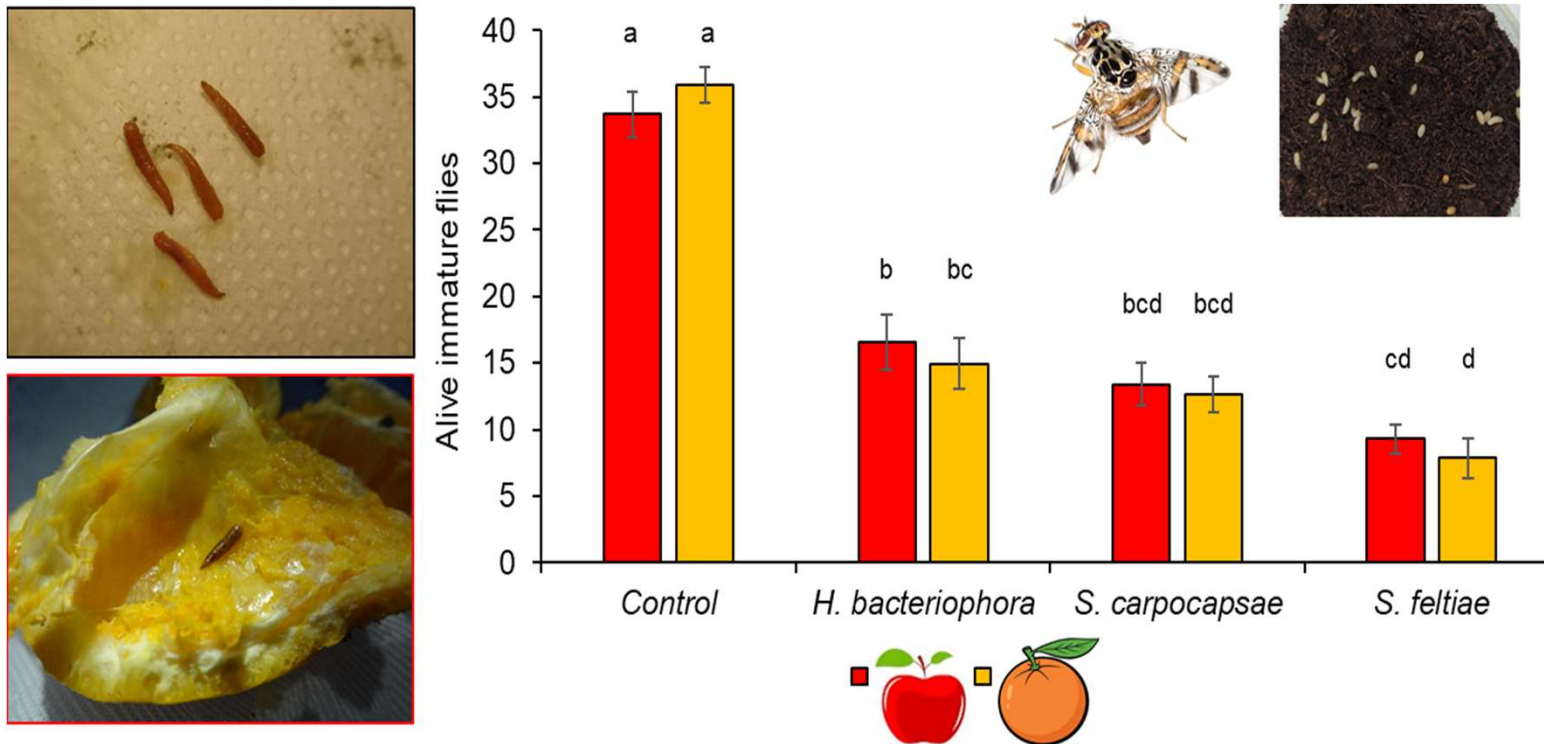 Alive immature flies
40
35
30
25
20
15
10
5
0
a a
b bc
bcd bcd
cd d
Control H. bacteriophora S. carpocapsae S. feltiae